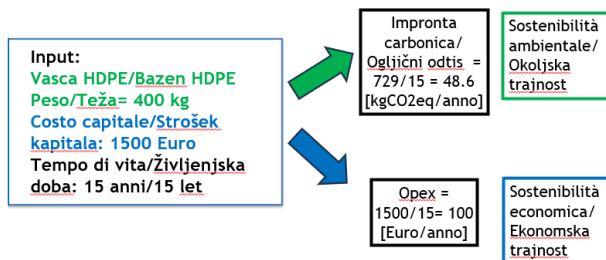 Input:
Vasca HDPE/Bazen HDPE
Peso/Teža= 400 kg
Costo capitale/Strošek
kapitala: 1500 Euro
Tempo di vita/Življenjska
doba: 15 anni/15 let
Impronta
carbonica/
Ogljični odtis =
729/15 = 48.6
[kgCO2eq/anno]
Sostenibilità
ambientale/
Okoljska
trajnost
Opex =
1500/15= 100
[Euro/anno]
Sostenibilità
economica/
Ekonomska
trajnost